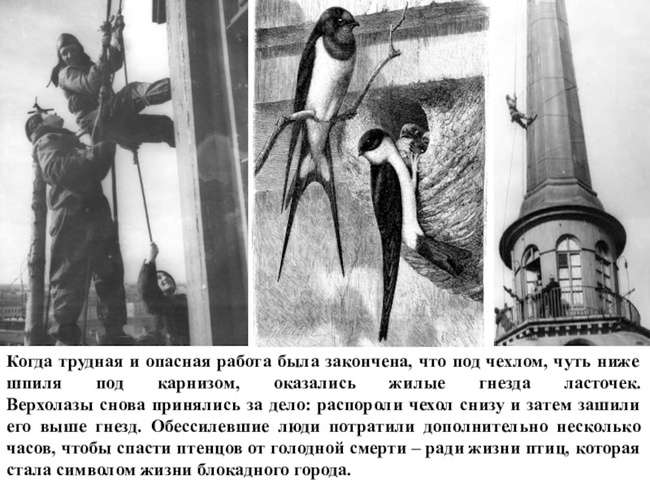 Когда трудная и опасная работа была закончена, что под чехлом, чуть ниже
шпиля под карнизом, оказались жилые гнезда ласточек.
Верхолазы снова принялись за дело: распороли чехол снизу и затем зашили
его выше гнезд. Обессилевшие люди потратили дополнительно несколько
часов, чтобы спасти птенцов от голодной смерти – ради жизни птиц, которая
стала символом жизни блокадного города.